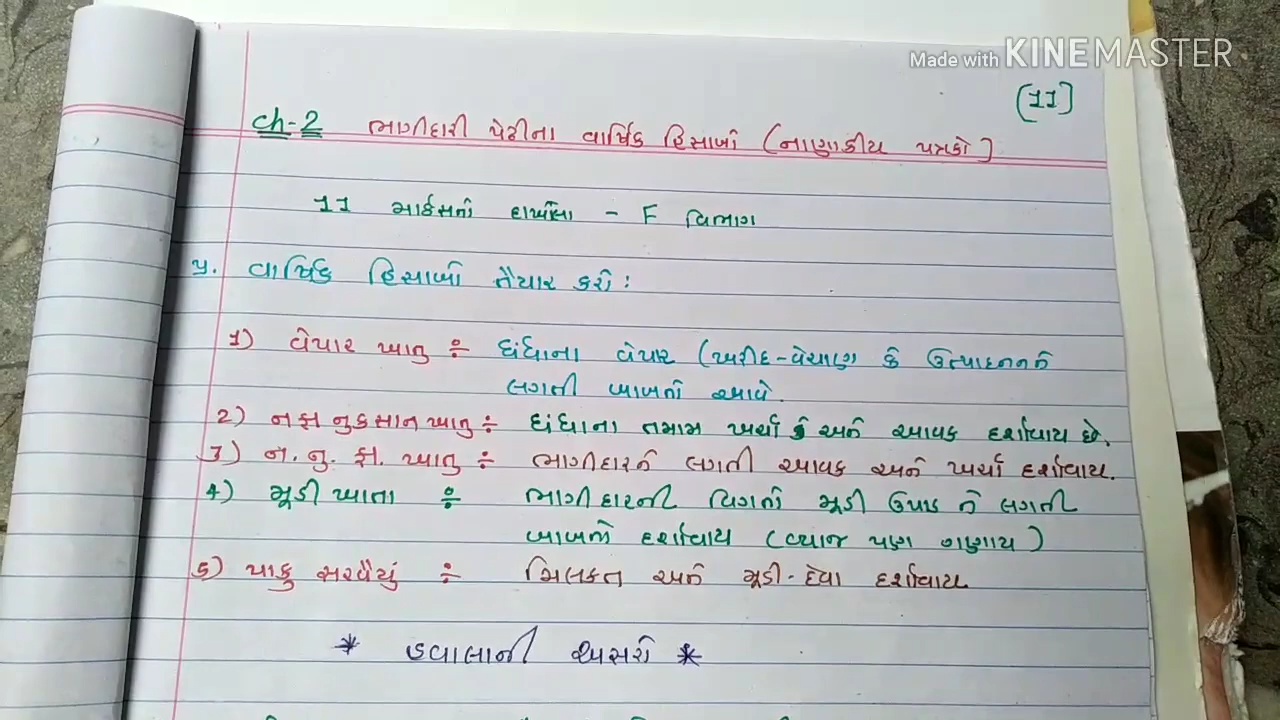 Made with KINEMASTER
(11)
ch-2 ભાગીદારી પેઢીના વાર્ષિક હિસાબો (નાણાકીય પત્રકો)
11 માર્કસનો દાખલો - F વિભાગ
પ્ર. વાર્ષિક હિસાબો તૈયાર કરો :
1) વેપાર ખાતુ ÷ ધંધાના વેપાર (ખરીદ-વેચાણ કે ઉત્પાદનને
લગતી બાબતો આવે.
2) નફા નુકસાન ખાતુ ÷ ધંધાના તમામ ખર્ચા અને આવક દર્શાવાય છે.
3) ન. નુ. ફા. ખાતુ ÷ ભાગીદારને લગતી આવક અને ખર્ચા દર્શાવાય.
4) મૂડી ખાતા ÷ ભાગીદારની વિગતો મૂડી ઉપાડ ને લગતી
બાબતો દર્શાવાય (વ્યાજ પણ ગણાય)
5) પાકુ સરવૈયું ÷ મિલકત અને મૂડી-દેવા દર્શાવાય
* હવાલાની અસરો *